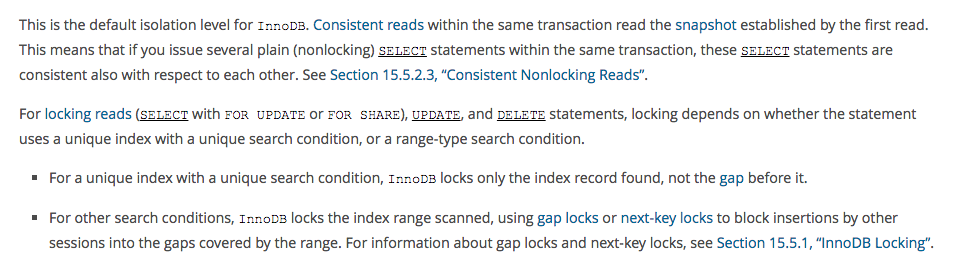 This is the default isolation level for InnoDB. Consistent reads within the same transaction read the snapshot established by the first read.
This means that if you issue several plain (nonlocking) SELECT statements within the same transaction, these SELECT statements are
consistent also with respect to each other. See Section 15.5.2.3, “Consistent Nonlocking Reads”.
For locking reads (SELECT with FOR UPDATE or FOR SHARE), UPDATE, and DELETE statements, locking depends on whether the statement
uses a unique index with a unique search condition, or a range-type search condition.
▪ For a unique index with a unique search condition, InnoDB locks only the index record found, not the gap before it.
▪ For other search conditions, InnoDB locks the index range scanned, using gap locks or next-key locks to block insertions by other
sessions into the gaps covered by the range. For information about gap locks and next-key locks, see Section 15.5.1, “InnoDB Locking”.